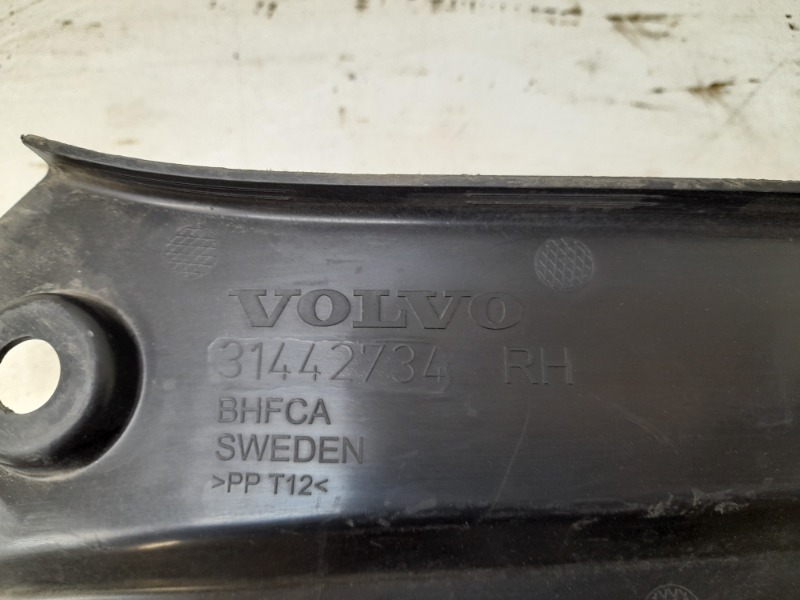 VOLVO
31442734 RH
BHFCA
SWEDEN
>PP T12<